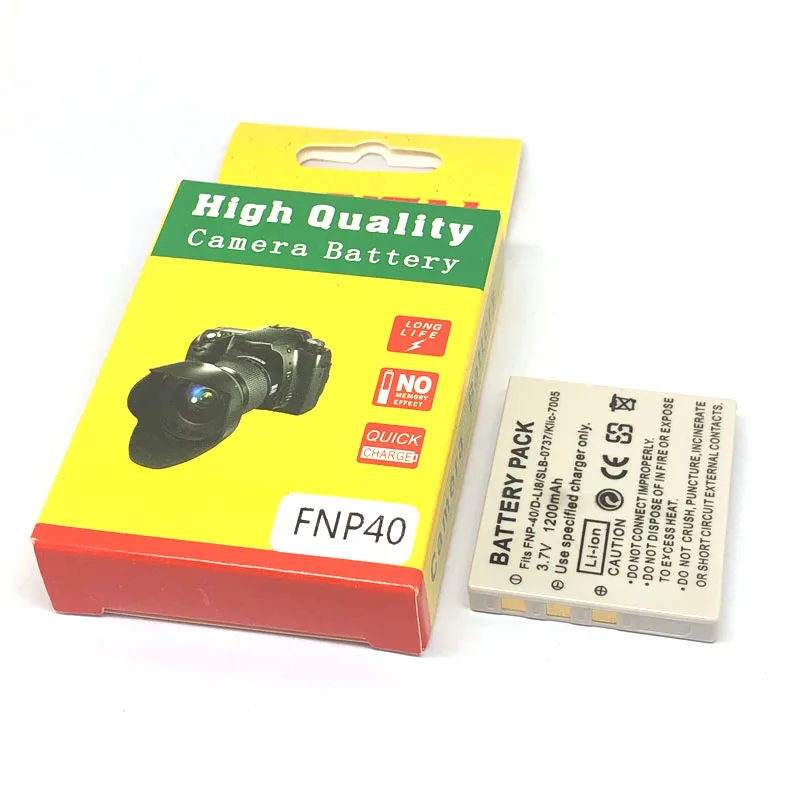 High Quality
Camera Battery
LONG
LIFE
NO
MEMORY
EFFECT
QUICK
CHARGE
FNP40
BATTERY PACK
Fits FNP-40/D-LI8/SLB-0737/Klic-7005
3.7V 1200mAh
Use specified charger only.
Li-ion
CE
CAUTION
•DO NOT CONNECT IMPROPERLY.
•DO NOT DISPOSE OF IN FIRE OR EXPOSE
TO EXCESS HEAT.
•DO NOT CRUSH, PUNCTURE, INCINERATE
OR SHORT CIRCUIT EXTERNAL CONTACTS.